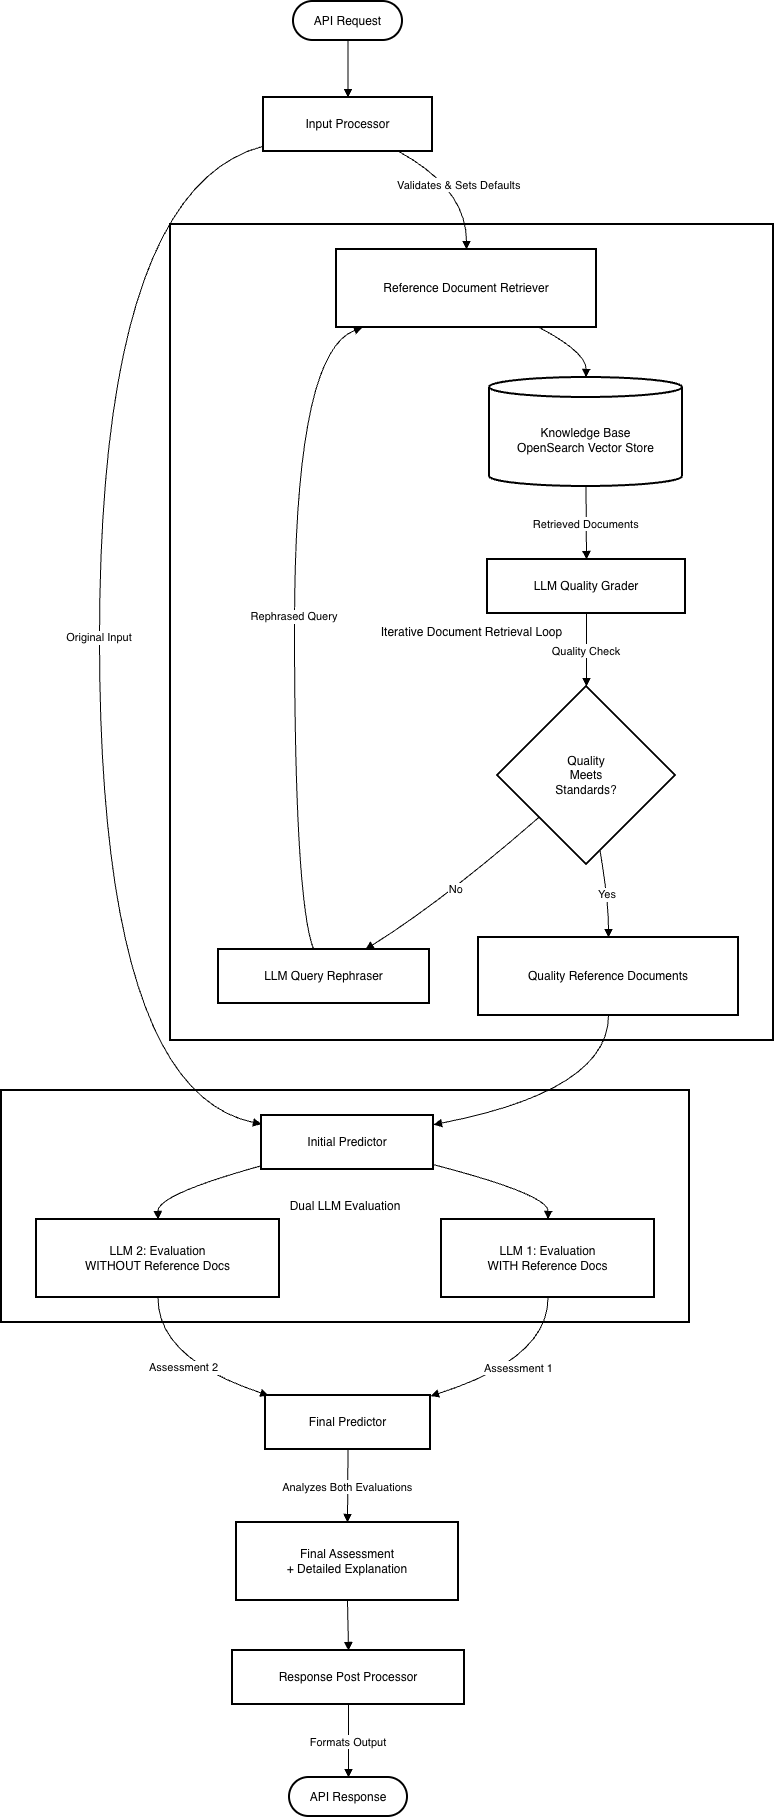 API Request
Input Processor
Validates & Sets Defaults
Reference Document Retriever
Knowledge Base
OpenSearch Vector Store
Retrieved Documents
LLM Quality Grader
Rephrased Query
Iterative Document Retrieval Loop
Original Input
Quality Check
Quality
Meets
Standards?
No
Yes
LLM Query Rephraser
Quality Reference Documents
Initial Predictor
Dual LLM Evaluation
LLM 2: Evaluation
WITHOUT Reference Docs
LLM 1: Evaluation
WITH Reference Docs
Assessment 2
Assessment 1
Final Predictor
Analyzes Both Evaluations
Final Assessment
+ Detailed Explanation
Response Post Processor
Formats Output
API Response